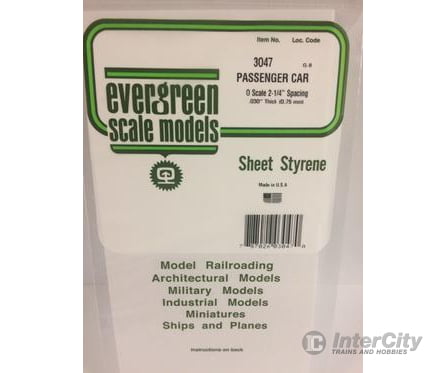 Item No. Loc. Code
3047
PASSENGER CAR
O Scale 2-1/4" Spacing
.030" Thick (0.75 mm)
evergreen
scale models
Sheet Styrene
Made in U.S.A
Model Railroading
Architectural Models
Military Models
Industrial Models
Miniatures
Ships and Planes
Instructions on back
InterCity
TRAINS AND HOBBIES